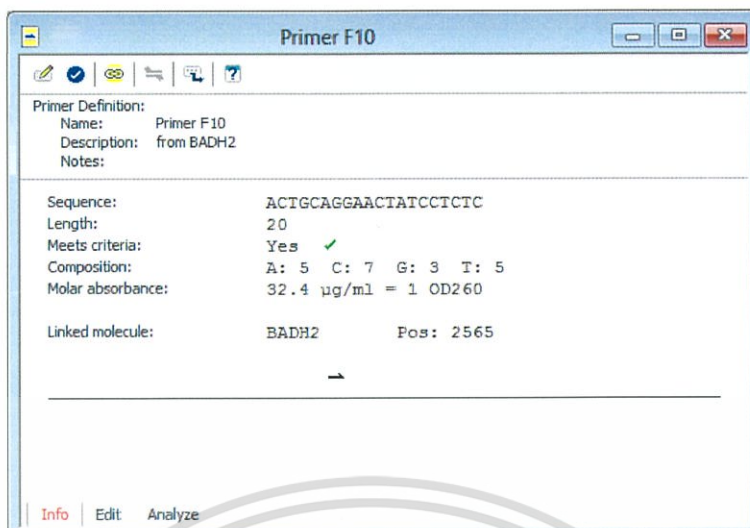 Primer F10
Primer Definition:
Name: Primer F10
Description: from BADH2
Notes:
Sequence: ACTGCAGGAACTATCCTCTC
Length: 20
Meets criteria: Yes ✓
Composition: A: 5 C: 7 G: 3 T: 5
Molar absorbance: 32.4 µg/ml = 1 OD260
Linked molecule: BADH2 Pos: 2565
Info Edit Analyze